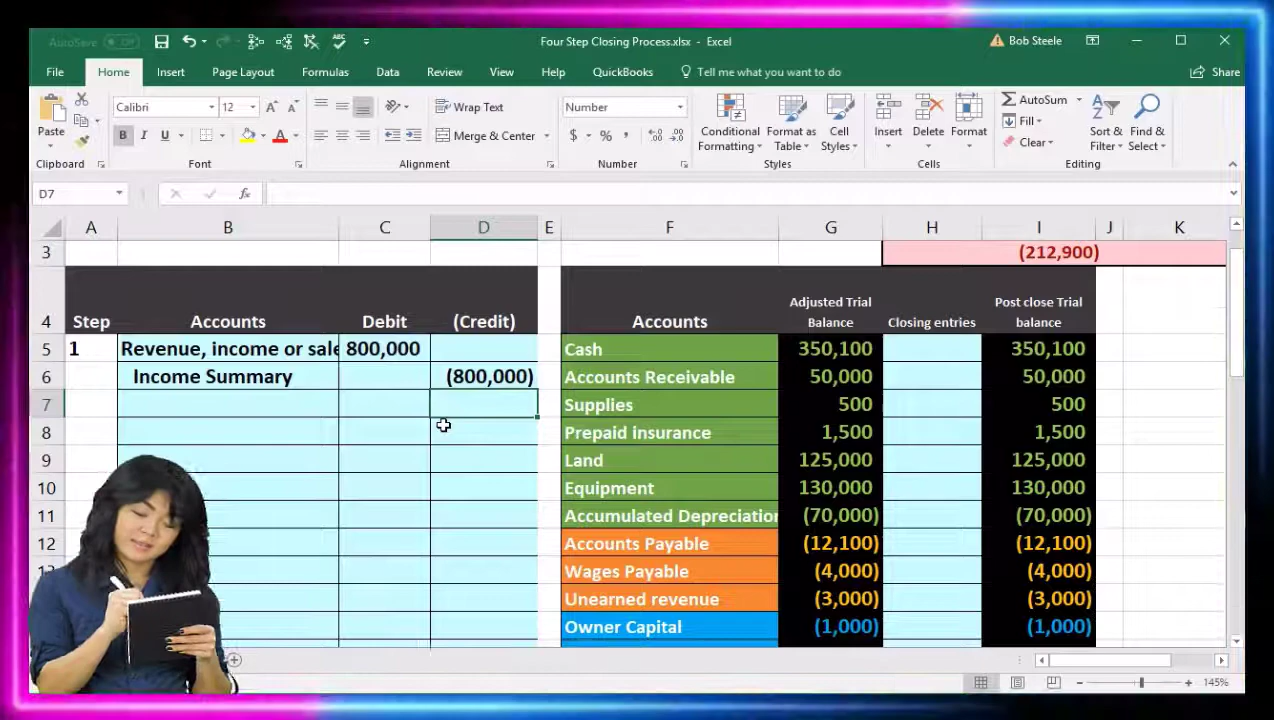 AutoSave Off
Four Step Closing Process.xlsx - Excel
Bob Steele
File Home Insert Page Layout Formulas Data Review View Help QuickBooks Tell me what you want to do Share
Calibri 12 Wrap Text Number AutoSum
Paste Fill
B I U A Merge & Center $ % , Conditional Format as Cell Insert Delete Format Sort & Find &
Formatting Table Styles Clear Filter Select
Clipboard Font Alignment Number Styles Cells Editing
D7 fx
A B C D E F G H I J K
3 (212,900)
Adjusted Trial Post close Trial
4 Step Accounts Debit (Credit) Accounts Balance Closing entries balance
5 1 Revenue, income or sale 800,000 Cash 350,100 350,100
6 Income Summary (800,000) Accounts Receivable 50,000 50,000
7 Supplies 500 500
8 Prepaid insurance 1,500 1,500
9 Land 125,000 125,000
10 Equipment 130,000 130,000
11 Accumulated Depreciation (70,000) (70,000)
12 Accounts Payable (12,100) (12,100)
Wages Payable (4,000) (4,000)
Unearned revenue (3,000) (3,000)
Owner Capital (1,000) (1,000)
145%